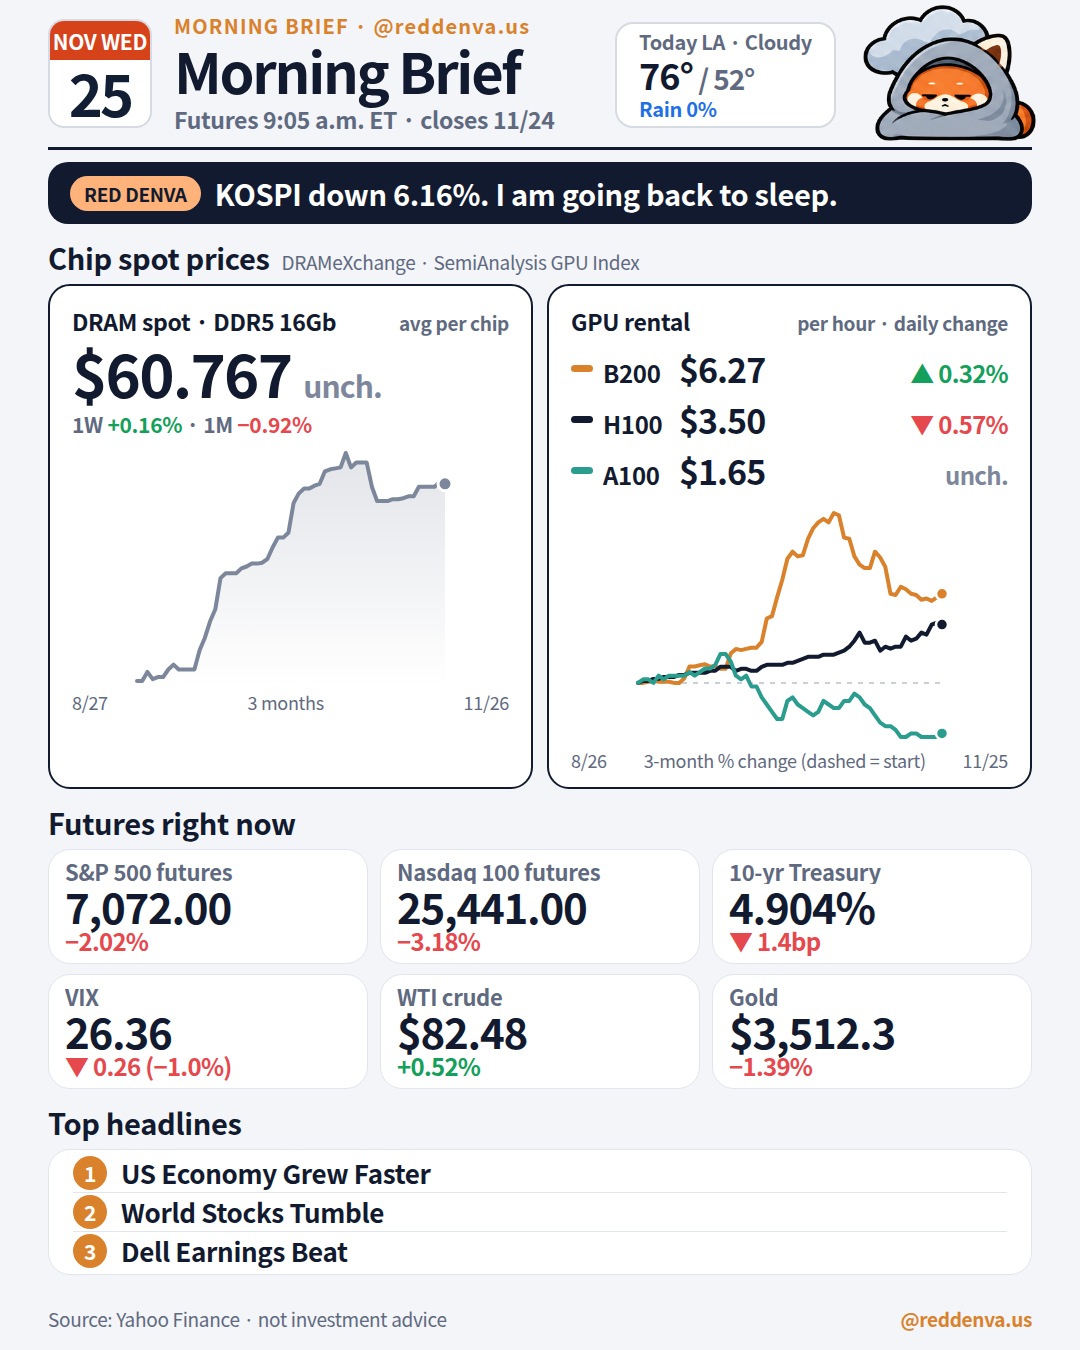 NOV WED
25
MORNING BRIEF · @reddenva.us
Morning Brief
Futures 9:05 a.m. ET · closes 11/24
Today LA · Cloudy
76° / 52°
Rain 0%
RED DENVA KOSPI down 6.16%. I am going back to sleep.
Chip spot prices DRAMeXchange · SemiAnalysis GPU Index
DRAM spot · DDR5 16Gb avg per chip
$60.767 unch.
1W +0.16% · 1M −0.92%
8/27 3 months 11/26
GPU rental per hour · daily change
B200 $6.27 ▲ 0.32%
H100 $3.50 ▼ 0.57%
A100 $1.65 unch.
8/26 3-month % change (dashed = start) 11/25
Futures right now
S&P 500 futures
7,072.00
−2.02%
Nasdaq 100 futures
25,441.00
−3.18%
10-yr Treasury
4.904%
▼ 1.4bp
VIX
26.36
▼ 0.26 (−1.0%)
WTI crude
$82.48
+0.52%
Gold
$3,512.3
−1.39%
Top headlines
1 US Economy Grew Faster
2 World Stocks Tumble
3 Dell Earnings Beat
Source: Yahoo Finance · not investment advice
@reddenva.us